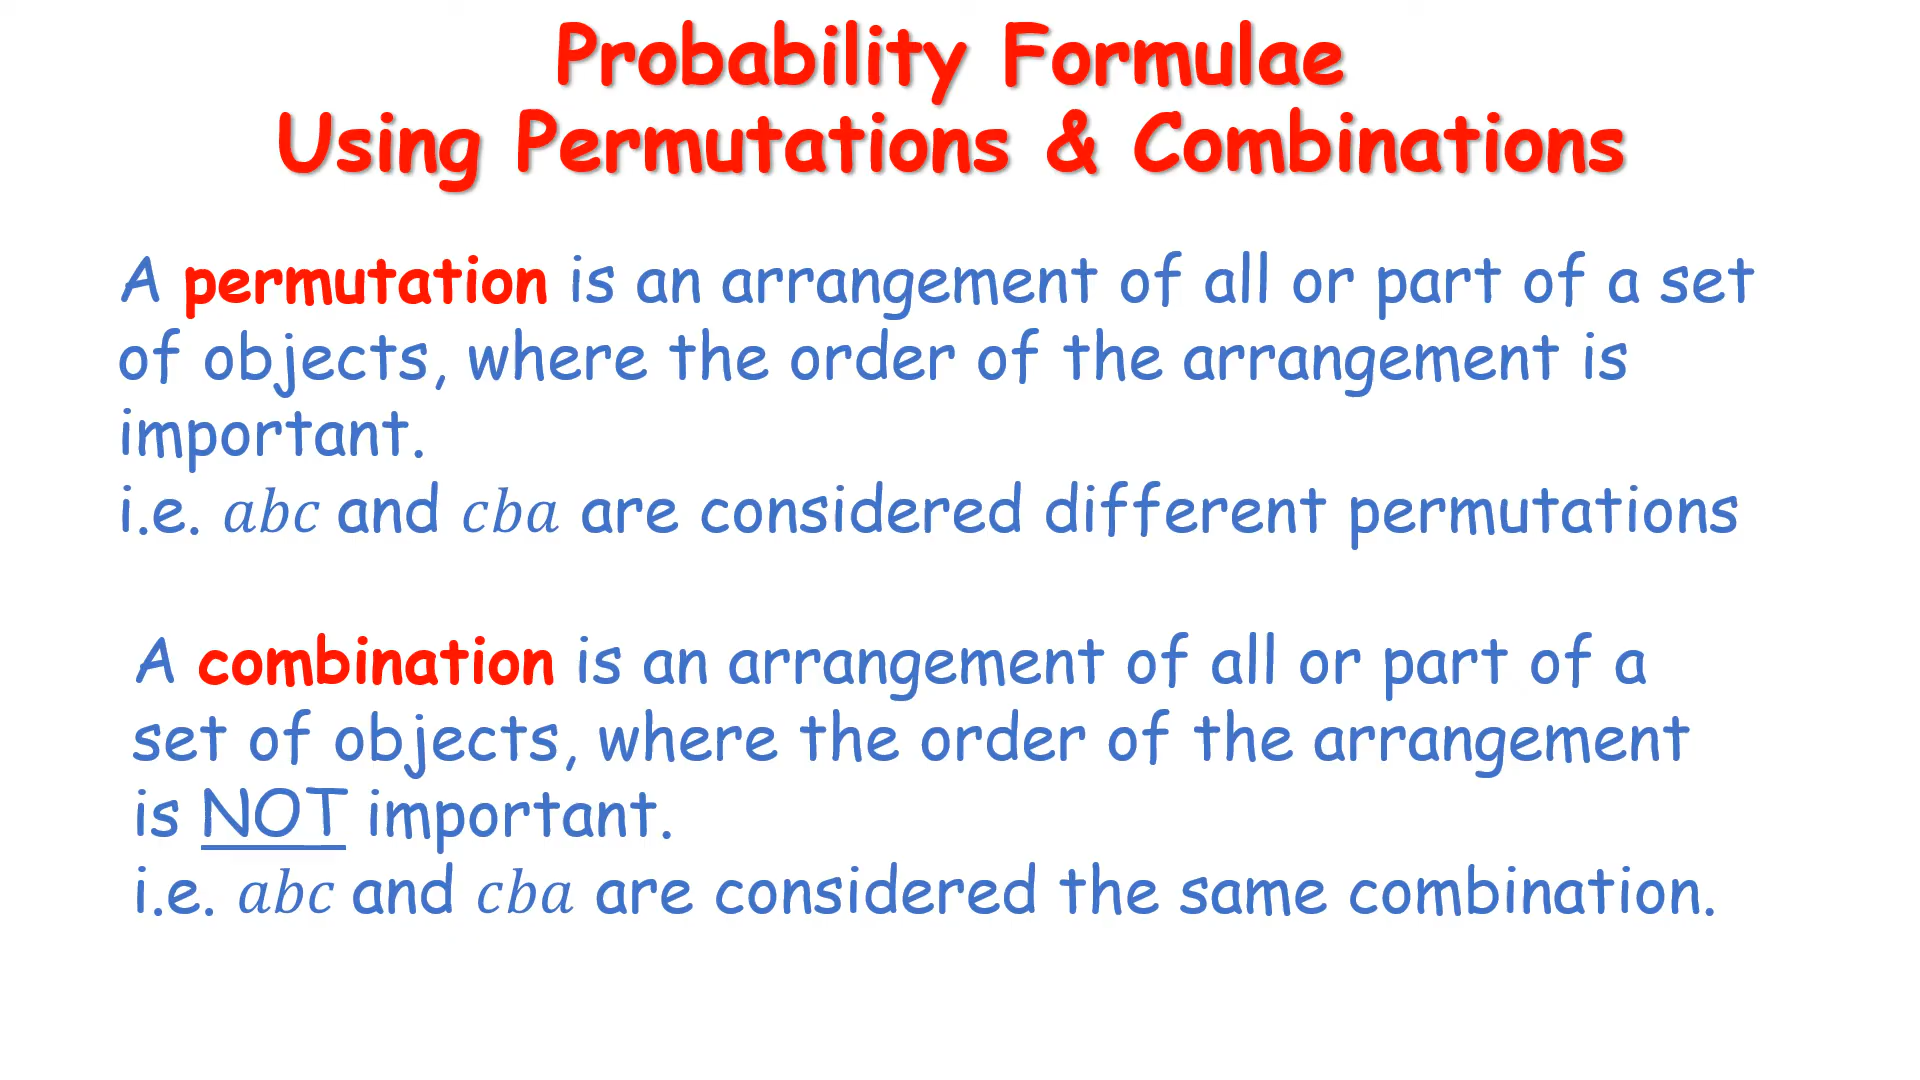 Probability Formulae
Using Permutations & Combinations
A permutation is an arrangement of all or part of a set
of objects, where the order of the arrangement is
important.
i.e. abc and cba are considered different permutations
A combination is an arrangement of all or part of a
set of objects, where the order of the arrangement
is NOT important.
i.e. abc and cba are considered the same combination.